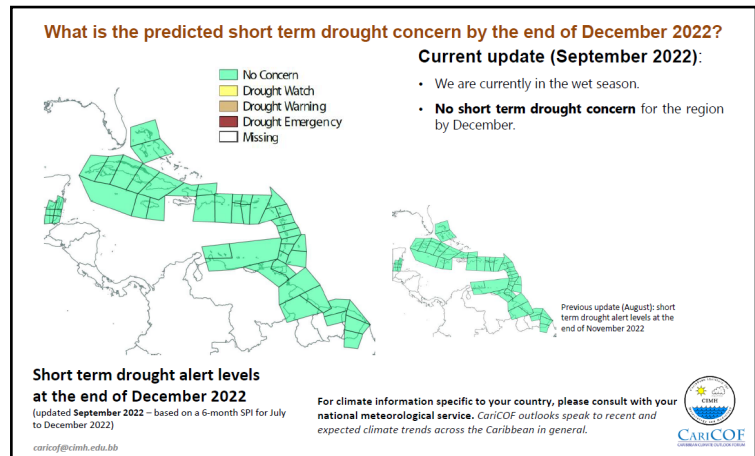 What is the predicted short term drought concern by the end of December 2022?
No Concern
Drought Watch
Drought Warning
Drought Emergency
Missing
Current update (September 2022):
• We are currently in the wet season.
• No short term drought concern for the region
by December.
Previous update (August): short
term drought alert levels at the
end of November 2022
Short term drought alert levels
at the end of December 2022
(updated September 2022 – based on a 6-month SPI for July
to December 2022)
caricof@cimh.edu.bb
For climate information specific to your country, please consult with your
national meteorological service. CariCOF outlooks speak to recent and
expected climate trends across the Caribbean in general.
CIMH
CARICOF
CARIBBEAN CLIMATE OUTLOOK FORUM